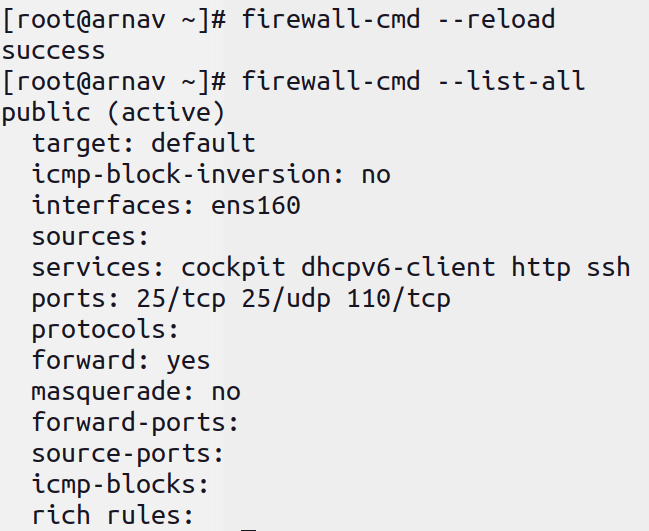 [root@arnav ~]# firewall-cmd --reload
success
[root@arnav ~]# firewall-cmd --list-all
public (active)
  target: default
  icmp-block-inversion: no
  interfaces: ens160
  sources:
  services: cockpit dhcpv6-client http ssh
  ports: 25/tcp 25/udp 110/tcp
  protocols:
  forward: yes
  masquerade: no
  forward-ports:
  source-ports:
  icmp-blocks:
  rich rules: